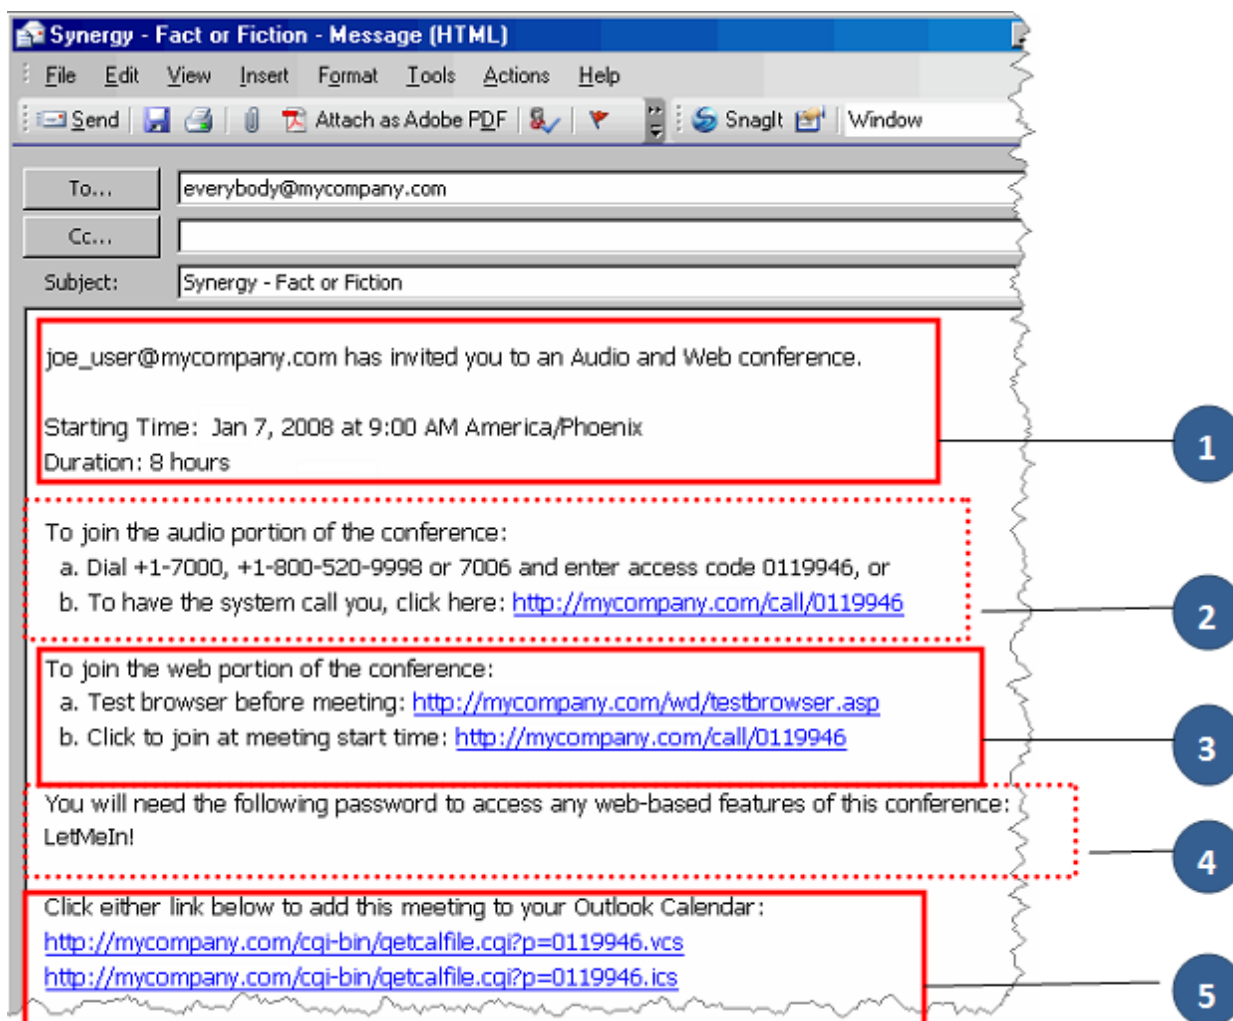 Synergy - Fact or Fiction - Message (HTML)
File Edit View Insert Format Tools Actions Help
Send Attach as Adobe PDF SnagIt Window
To... everybody@mycompany.com
Cc...
Subject: Synergy - Fact or Fiction
joe_user@mycompany.com has invited you to an Audio and Web conference.
Starting Time: Jan 7, 2008 at 9:00 AM America/Phoenix
1
Duration: 8 hours
To join the audio portion of the conference:
a. Dial +1-7000, +1-800-520-9998 or 7006 and enter access code 0119946, or
b. To have the system call you, click here: http://mycompany.com/call/0119946
2
To join the web portion of the conference:
a. Test browser before meeting: http://mycompany.com/wd/testbrowser.asp
b. Click to join at meeting start time: http://mycompany.com/call/0119946
3
You will need the following password to access any web-based features of this conference:
LetMeIn!
4
Click either link below to add this meeting to your Outlook Calendar:
http://mycompany.com/cgi-bin/getcalfile.cgi?p=0119946.vcs
http://mycompany.com/cgi-bin/getcalfile.cgi?p=0119946.ics
5